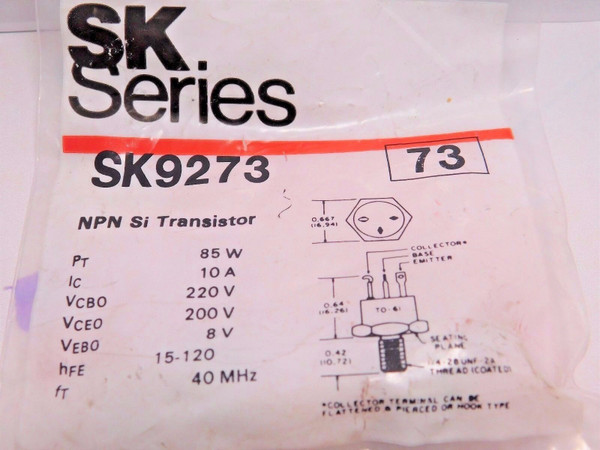 SK
Series
SK9273
73
NPN Si Transistor
PT 85 W
IC 10 A
VCBO 220 V
VCEO 200 V
VEBO 8 V
hFE 15-120
fT 40 MHz
0.667
(16,94)
COLLECTOR*
BASE
EMITTER
0.64
(16.26)
TO-61
SEATING
PLANE
0.42
(10.72)
1/4-28 UNF-2A
THREAD (COATED)
*COLLECTOR TERMINAL CAN BE
FLATTENED & PIERCED OR HOOK TYPE